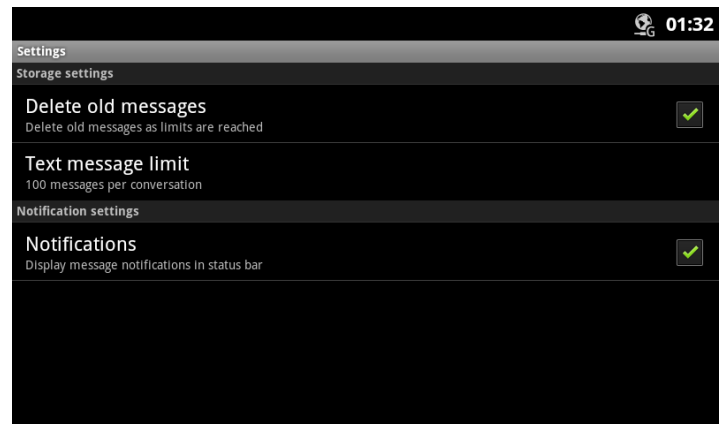 G 01:32
Settings
Storage settings
Delete old messages
Delete old messages as limits are reached
Text message limit
100 messages per conversation
Notification settings
Notifications
Display message notifications in status bar